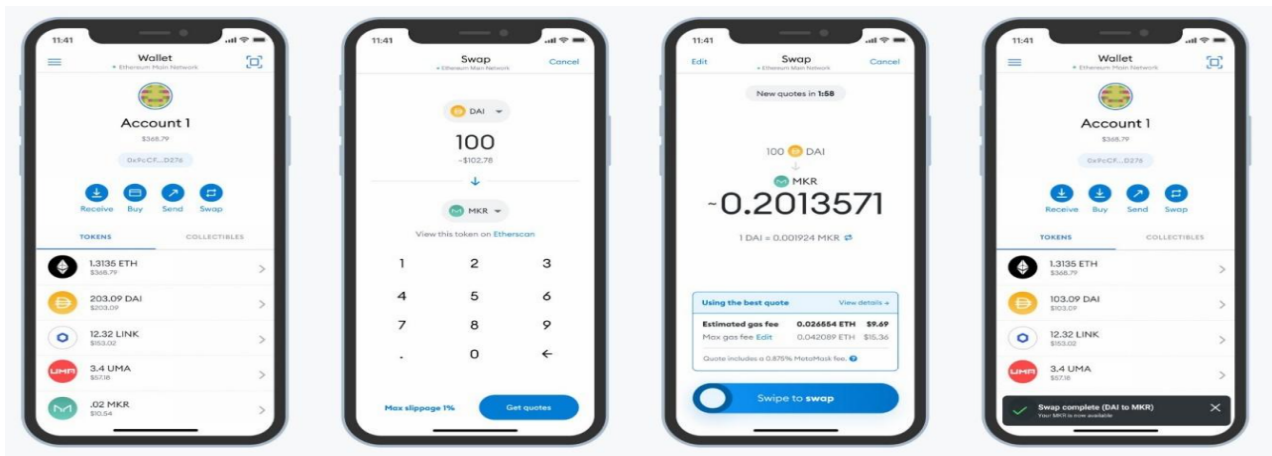 11:41
Wallet
Ethereum Main Network
Account 1
$368.79
0x9cCF...D276
Receive Buy Send Swap
TOKENS COLLECTIBLES
1.3135 ETH
$368.79
203.09 DAI
$203.09
12.32 LINK
$153.02
3.4 UMA
$57.18
.02 MKR
$10.54
11:41
Swap
Cancel
Ethereum Main Network
DAI
100
~$102.78
MKR
View this token on Etherscan
1 2 3
4 5 6
7 8 9
. 0
Max slippage 1% Get quotes
11:41
Edit Swap Cancel
Ethereum Main Network
New quotes in 1:58
100 DAI
MKR
~0.2013571
1 DAI = 0.001924 MKR
Using the best quote View details
Estimated gas fee 0.026554 ETH $9.69
Max gas fee Edit 0.042089 ETH $15.36
Quote includes a 0.875% MetaMask fee.
Swipe to swap
11:41
Wallet
Ethereum Main Network
Account 1
$368.79
0x9cCF...D276
Receive Buy Send Swap
TOKENS COLLECTIBLES
1.3135 ETH
$368.79
103.09 DAI
$103.09
12.32 LINK
$153.02
UMA
3.4 UMA
$57.18
Swap complete (DAI to MKR)
Your MKR is now available